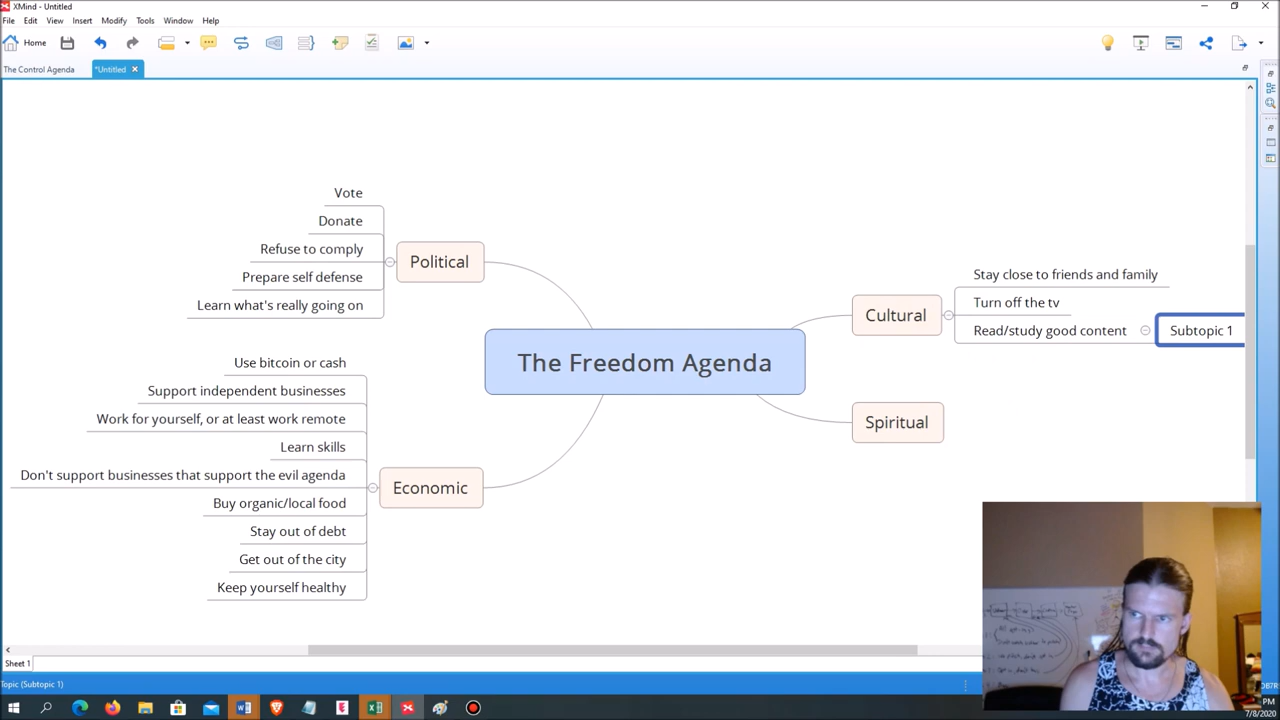 XMind - Untitled
File Edit View Insert Modify Tools Window Help
Home
The Control Agenda
*Untitled
Vote
Donate
Refuse to comply
Prepare self defense
Learn what's really going on
Political
Stay close to friends and family
Turn off the tv
Read/study good content
Subtopic 1
Cultural
The Freedom Agenda
Spiritual
Use bitcoin or cash
Support independent businesses
Work for yourself, or at least work remote
Learn skills
Don't support businesses that support the evil agenda
Buy organic/local food
Stay out of debt
Get out of the city
Keep yourself healthy
Economic
Sheet 1
Topic (Subtopic 1)
PM
7/8/2020